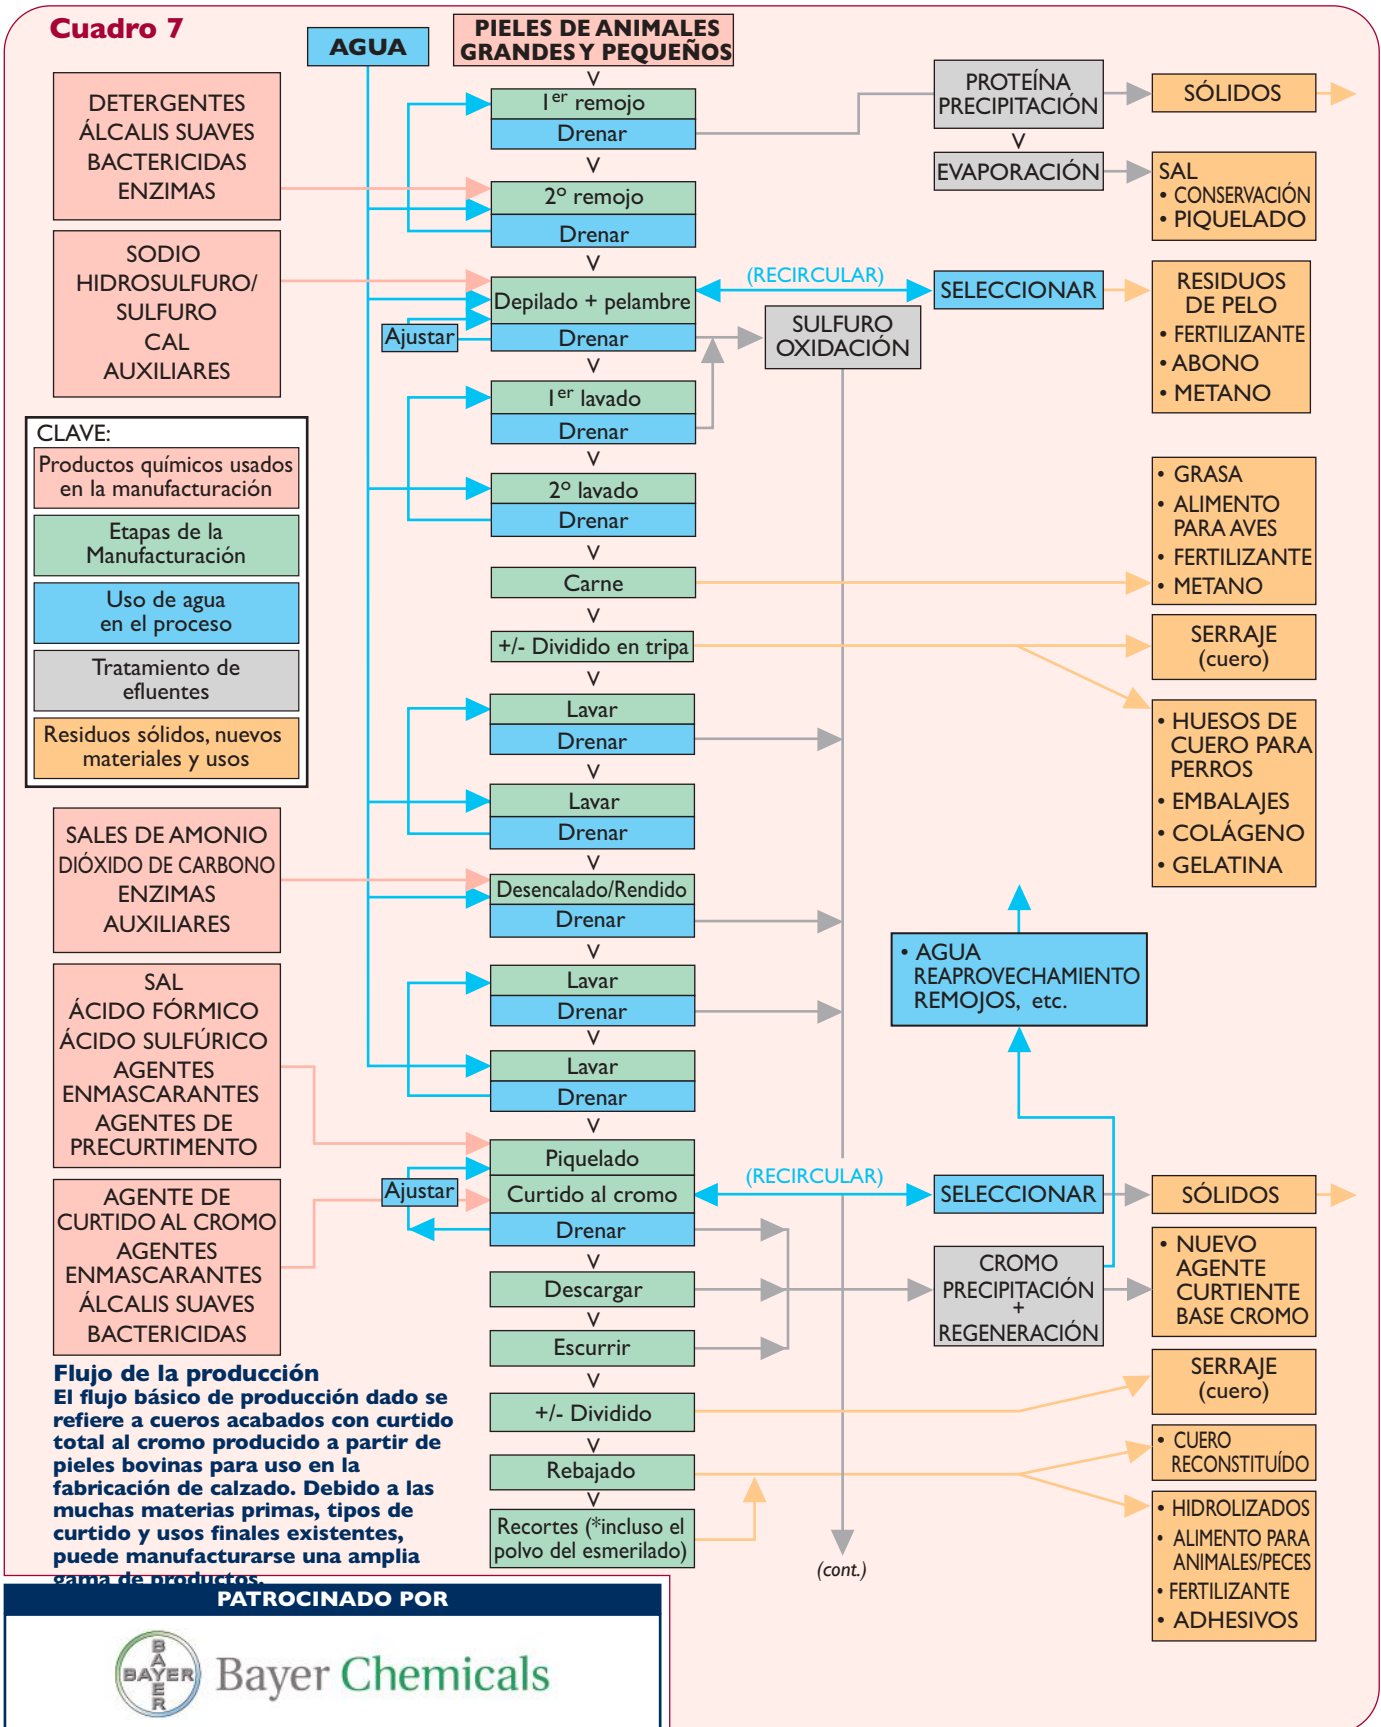 Cuadro 7
AGUA
PIELES DE ANIMALES
GRANDES Y PEQUEÑOS
DETERGENTES
ÁLCALIS SUAVES
BACTERICIDAS
ENZIMAS
SODIO
HIDROSULFURO/
SULFURO
CAL
AUXILIARES
CLAVE:
Productos químicos usados
en la manufacturación
Etapas de la
Manufacturación
Uso de agua
en el proceso
Tratamiento de
efluentes
Residuos sólidos, nuevos
materiales y usos
SALES DE AMONIO
DIÓXIDO DE CARBONO
ENZIMAS
AUXILIARES
SAL
ÁCIDO FÓRMICO
ÁCIDO SULFÚRICO
AGENTES
ENMASCARANTES
AGENTES DE
PRECURTIMENTO
AGENTE DE
CURTIDO AL CROMO
AGENTES
ENMASCARANTES
ÁLCALIS SUAVES
BACTERICIDAS
1er remojo
Drenar
2º remojo
Drenar
Depilado + pelambre
Drenar
Ajustar
1er lavado
Drenar
2º lavado
Drenar
Carne
+/- Dividido en tripa
Lavar
Drenar
Lavar
Drenar
Desencalado/Rendido
Drenar
Lavar
Drenar
Lavar
Drenar
Piquelado
Curtido al cromo
Drenar
Ajustar
Descargar
Escurrir
+/- Dividido
Rebajado
Recortes (*incluso el
polvo del esmerilado)
PROTEÍNA
PRECIPITACIÓN
EVAPORACIÓN
(RECIRCULAR)
SELECCIONAR
SULFURO
OXIDACIÓN
• AGUA
REAPROVECHAMIENTO
REMOJOS, etc.
(RECIRCULAR)
SELECCIONAR
CROMO
PRECIPITACIÓN
+
REGENERACIÓN
(cont.)
SÓLIDOS
SAL
• CONSERVACIÓN
• PIQUELADO
RESIDUOS
DE PELO
• FERTILIZANTE
• ABONO
• METANO
• GRASA
• ALIMENTO
PARA AVES
• FERTILIZANTE
• METANO
SERRAJE
(cuero)
• HUESOS DE
CUERO PARA
PERROS
• EMBALAJES
• COLÁGENO
• GELATINA
SÓLIDOS
• NUEVO
AGENTE
CURTIENTE
BASE CROMO
SERRAJE
(cuero)
• CUERO
RECONSTITUÍDO
• HIDROLIZADOS
• ALIMENTO PARA
ANIMALES/PECES
• FERTILIZANTE
• ADHESIVOS
Flujo de la producción
El flujo básico de producción dado se
refiere a cueros acabados con curtido
total al cromo producido a partir de
pieles bovinas para uso en la
fabricación de calzado. Debido a las
muchas materias primas, tipos de
curtido y usos finales existentes,
puede manufacturarse una amplia
gama de productos.
PATROCINADO POR
BAYER
BAYER
Bayer Chemicals